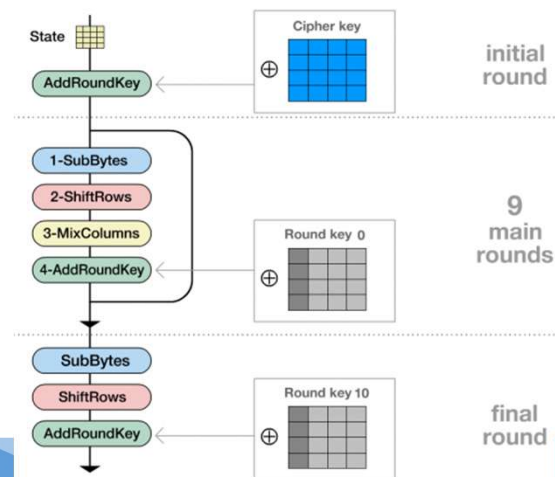 State
Cipher key
⊕
initial
round
AddRoundKey
1-SubBytes
2-ShiftRows
3-MixColumns
4-AddRoundKey
Round key 0
⊕
9
main
rounds
SubBytes
ShiftRows
AddRoundKey
Round key 10
⊕
final
round